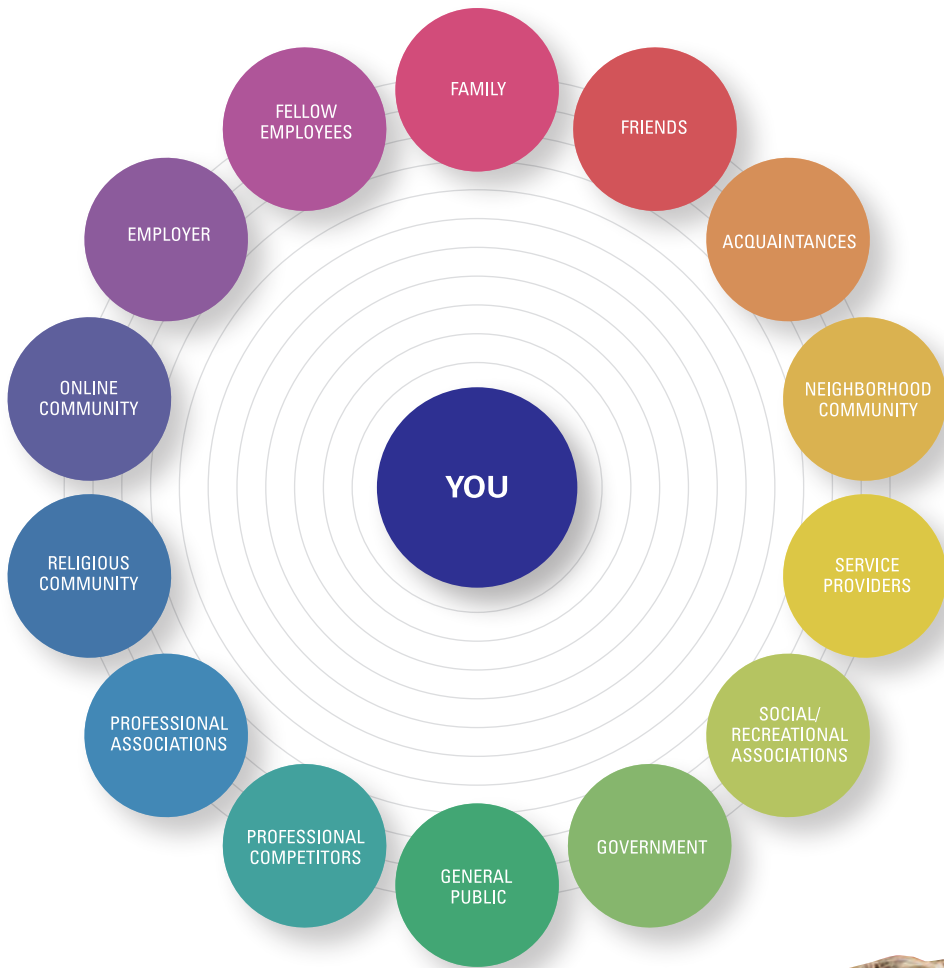 FAMILY
FRIENDS
ACQUAINTANCES
NEIGHBORHOOD
COMMUNITY
SERVICE
PROVIDERS
SOCIAL/
RECREATIONAL
ASSOCIATIONS
GOVERNMENT
GENERAL
PUBLIC
PROFESSIONAL
COMPETITORS
PROFESSIONAL
ASSOCIATIONS
RELIGIOUS
COMMUNITY
ONLINE
COMMUNITY
EMPLOYER
FELLOW
EMPLOYEES
YOU